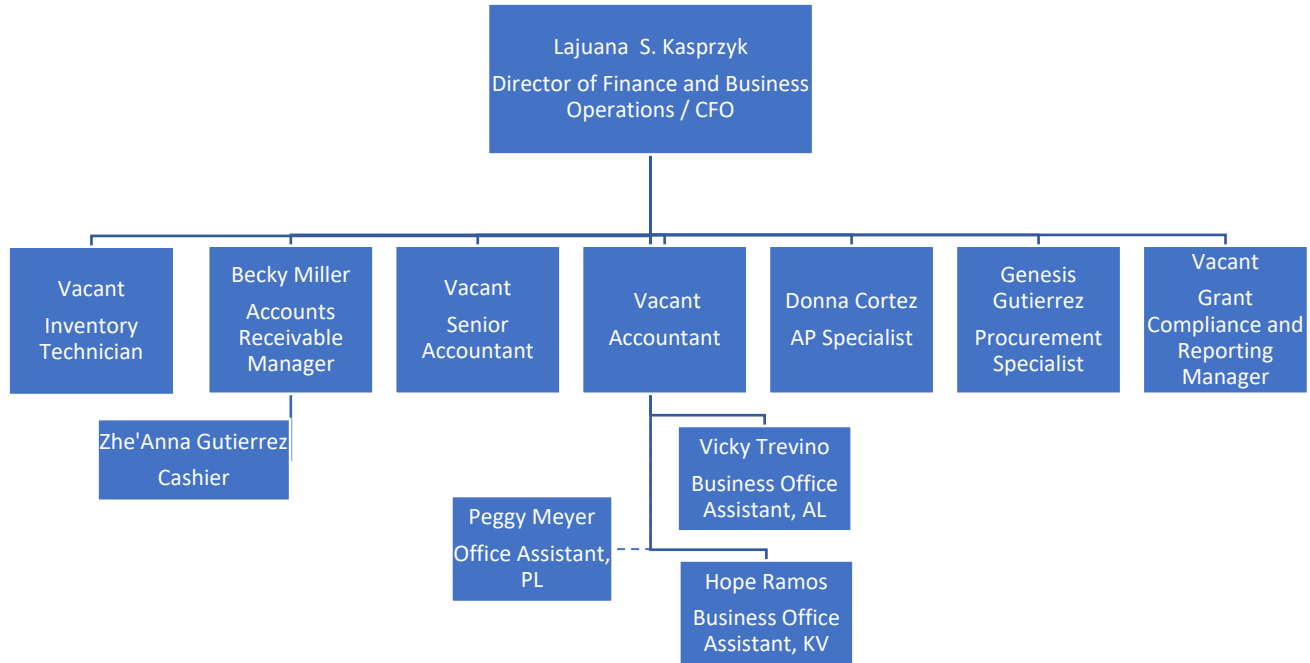 Lajuana  S. Kasprzyk
Director of Finance and Business
Operations / CFO
Vacant
Inventory
Technician
Becky Miller
Accounts
Receivable
Manager
Vacant
Senior
Accountant
Vacant
Accountant
Donna Cortez
AP Specialist
Genesis
Gutierrez
Procurement
Specialist
Vacant
Grant
Compliance and
Reporting
Manager
Zhe'Anna Gutierrez
Cashier
Vicky Trevino
Business Office
Assistant, AL
Peggy Meyer
Office Assistant,
PL
Hope Ramos
Business Office
Assistant, KV